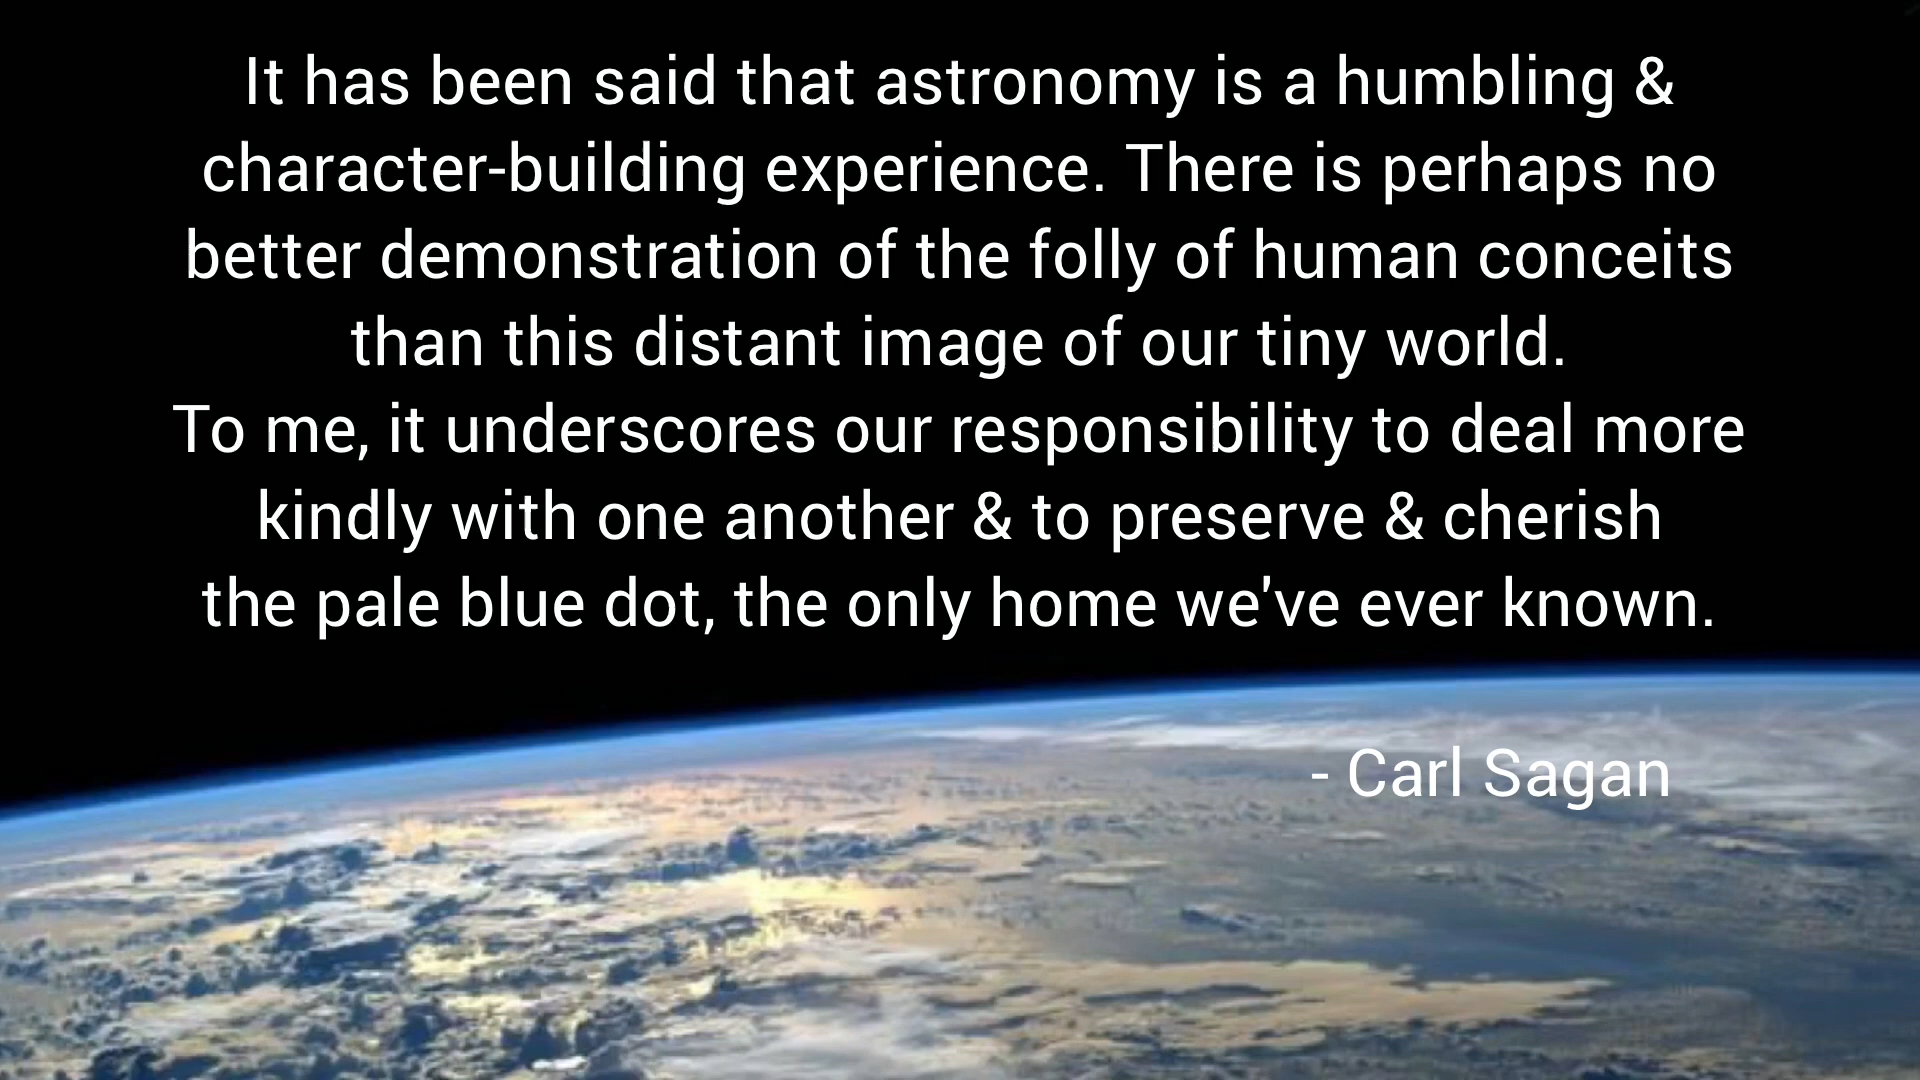 It has been said that astronomy is a humbling &
character-building experience. There is perhaps no
better demonstration of the folly of human conceits
than this distant image of our tiny world.
To me, it underscores our responsibility to deal more
kindly with one another & to preserve & cherish
the pale blue dot, the only home we've ever known.
- Carl Sagan